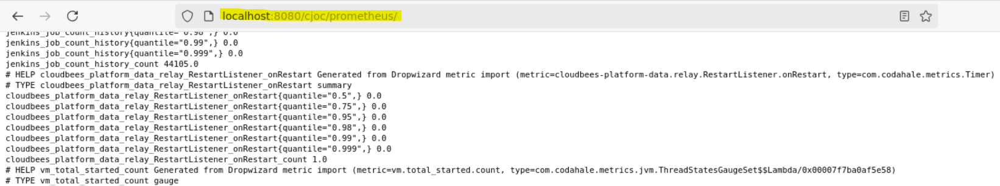 localhost:8080/cjoc/prometheus/
jenkins_job_count_history{quantile="0.98",} 0.0
jenkins_job_count_history{quantile="0.99",} 0.0
jenkins_job_count_history{quantile="0.999",} 0.0
jenkins_job_count_history_count 44105.0
# HELP cloudbees_platform_data_relay_RestartListener_onRestart Generated from Dropwizard metric import (metric=cloudbees-platform-data.relay.RestartListener.onRestart, type=com.codahale.metrics.Timer)
# TYPE cloudbees_platform_data_relay_RestartListener_onRestart summary
cloudbees_platform_data_relay_RestartListener_onRestart{quantile="0.5",} 0.0
cloudbees_platform_data_relay_RestartListener_onRestart{quantile="0.75",} 0.0
cloudbees_platform_data_relay_RestartListener_onRestart{quantile="0.95",} 0.0
cloudbees_platform_data_relay_RestartListener_onRestart{quantile="0.98",} 0.0
cloudbees_platform_data_relay_RestartListener_onRestart{quantile="0.99",} 0.0
cloudbees_platform_data_relay_RestartListener_onRestart{quantile="0.999",} 0.0
cloudbees_platform_data_relay_RestartListener_onRestart_count 1.0
# HELP vm_total_started_count Generated from Dropwizard metric import (metric=vm.total_started.count, type=com.codahale.metrics.jvm.ThreadStatesGaugeSet$$Lambda/0x00007f7ba0af5e58)
# TYPE vm_total_started_count gauge